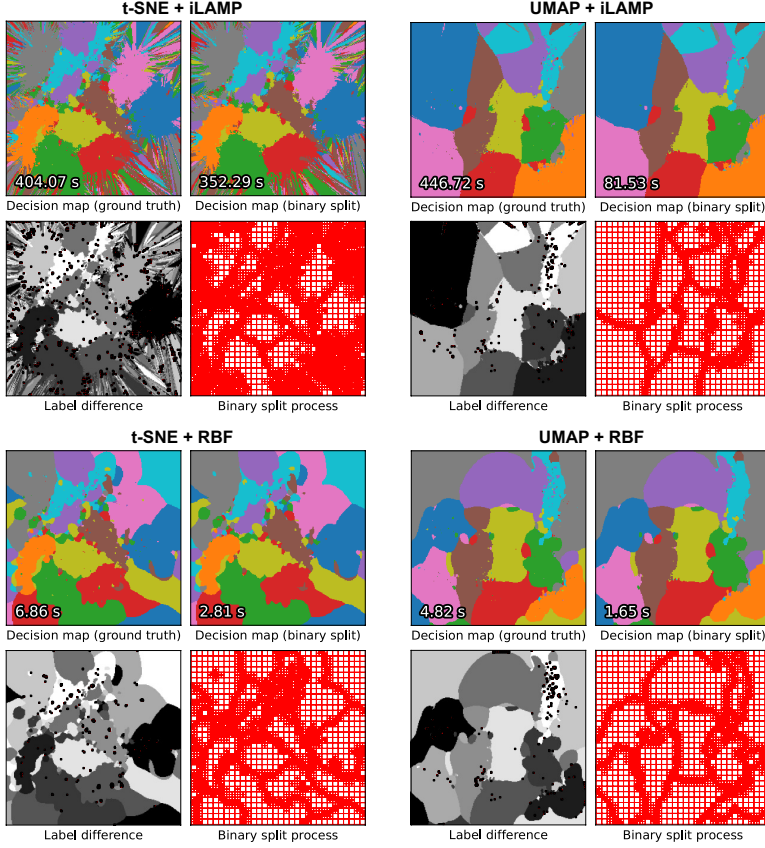 t-SNE + iLAMP
UMAP + iLAMP
404.07 s
352.29 s
446.72 s
81.53 s
Decision map (ground truth)
Decision map (binary split)
Decision map (ground truth)
Decision map (binary split)
Label difference
Binary split process
Label difference
Binary split process
t-SNE + RBF
UMAP + RBF
6.86 s
2.81 s
4.82 s
1.65 s
Decision map (ground truth)
Decision map (binary split)
Decision map (ground truth)
Decision map (binary split)
Label difference
Binary split process
Label difference
Binary split process